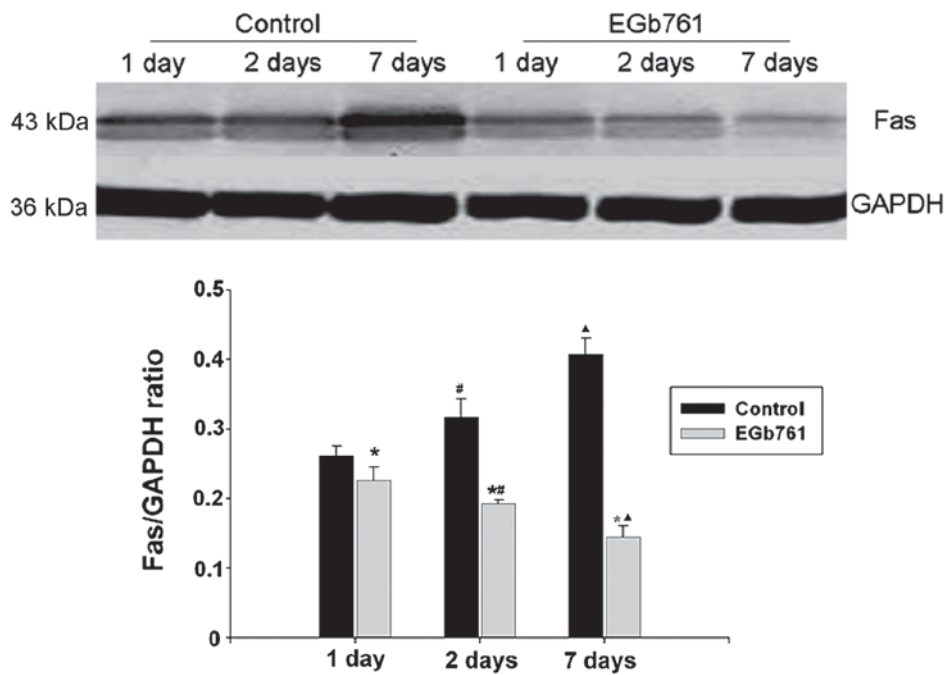 Control EGb761
1 day 2 days 7 days 1 day 2 days 7 days
43 kDa Fas
36 kDa GAPDH
0.5
0.4
0.3
0.2
0.1
0
Fas/GAPDH ratio
*
#
*#
▲
*▲
Control
EGb761
1 day 2 days 7 days